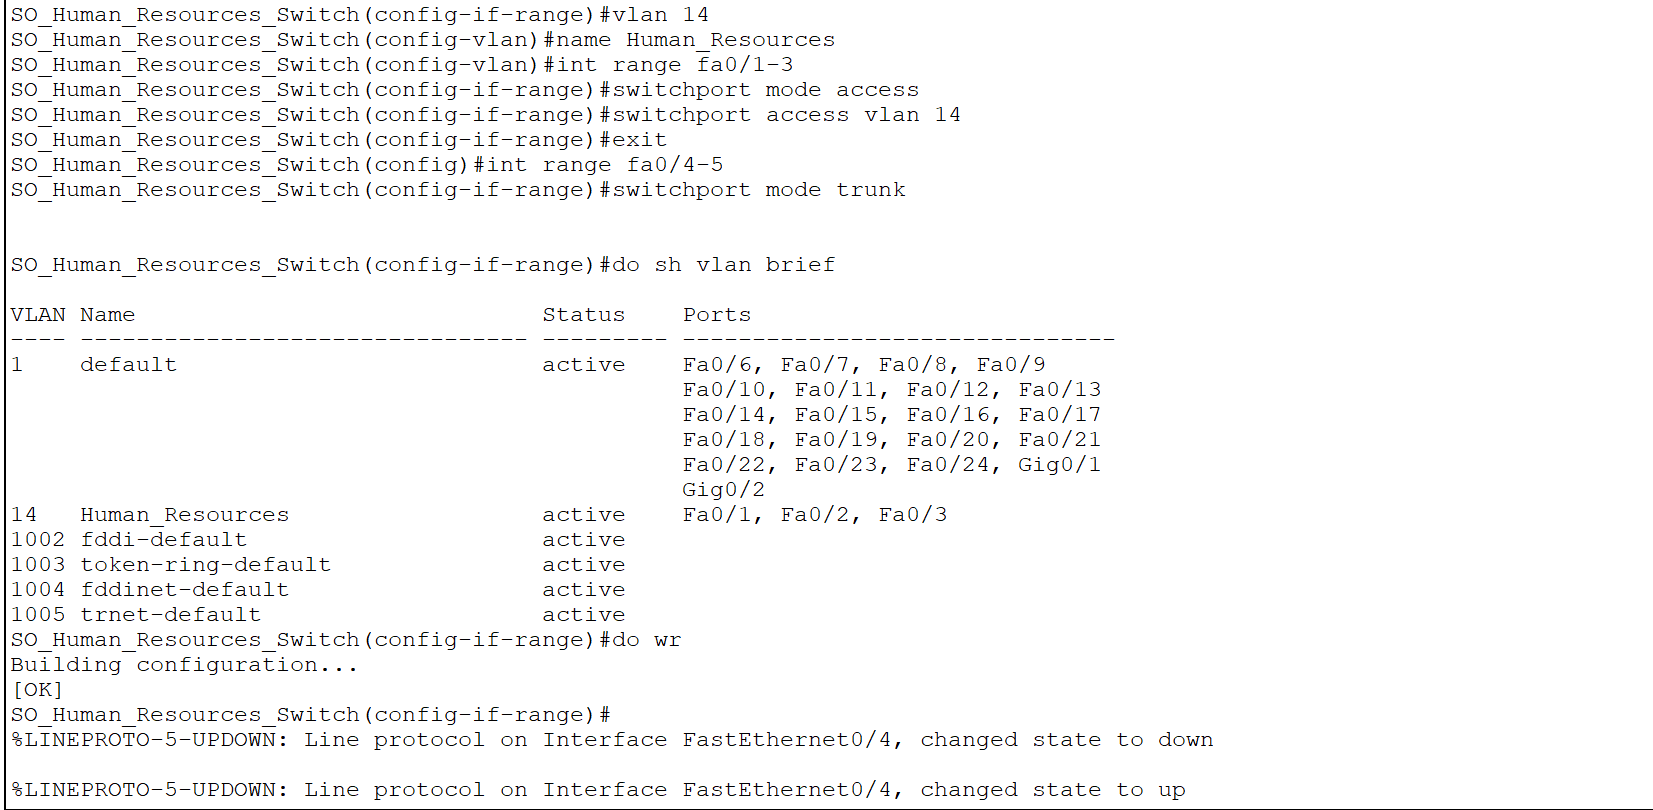 SO_Human_Resources_Switch(config-if-range)#vlan 14
SO_Human_Resources_Switch(config-vlan)#name Human_Resources
SO_Human_Resources_Switch(config-vlan)#int range fa0/1-3
SO_Human_Resources_Switch(config-if-range)#switchport mode access
SO_Human_Resources_Switch(config-if-range)#switchport access vlan 14
SO_Human_Resources_Switch(config-if-range)#exit
SO_Human_Resources_Switch(config)#int range fa0/4-5
SO_Human_Resources_Switch(config-if-range)#switchport mode trunk
SO_Human_Resources_Switch(config-if-range)#do sh vlan brief
VLAN Name                             Status    Ports
---- -------------------------------- --------- -------------------------------
1    default                          active    Fa0/6, Fa0/7, Fa0/8, Fa0/9
                                                Fa0/10, Fa0/11, Fa0/12, Fa0/13
                                                Fa0/14, Fa0/15, Fa0/16, Fa0/17
                                                Fa0/18, Fa0/19, Fa0/20, Fa0/21
                                                Fa0/22, Fa0/23, Fa0/24, Gig0/1
                                                Gig0/2
14   Human_Resources                  active    Fa0/1, Fa0/2, Fa0/3
1002 fddi-default                     active
1003 token-ring-default               active
1004 fddinet-default                  active
1005 trnet-default                    active
SO_Human_Resources_Switch(config-if-range)#do wr
Building configuration...
[OK]
SO_Human_Resources_Switch(config-if-range)#
%LINEPROTO-5-UPDOWN: Line protocol on Interface FastEthernet0/4, changed state to down
%LINEPROTO-5-UPDOWN: Line protocol on Interface FastEthernet0/4, changed state to up